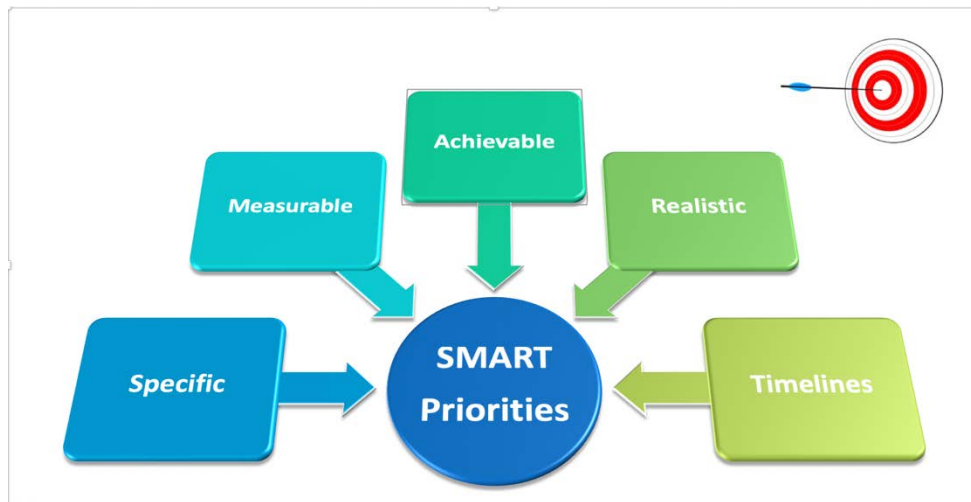 Specific
Measurable
Achievable
Realistic
Timelines
SMART
Priorities